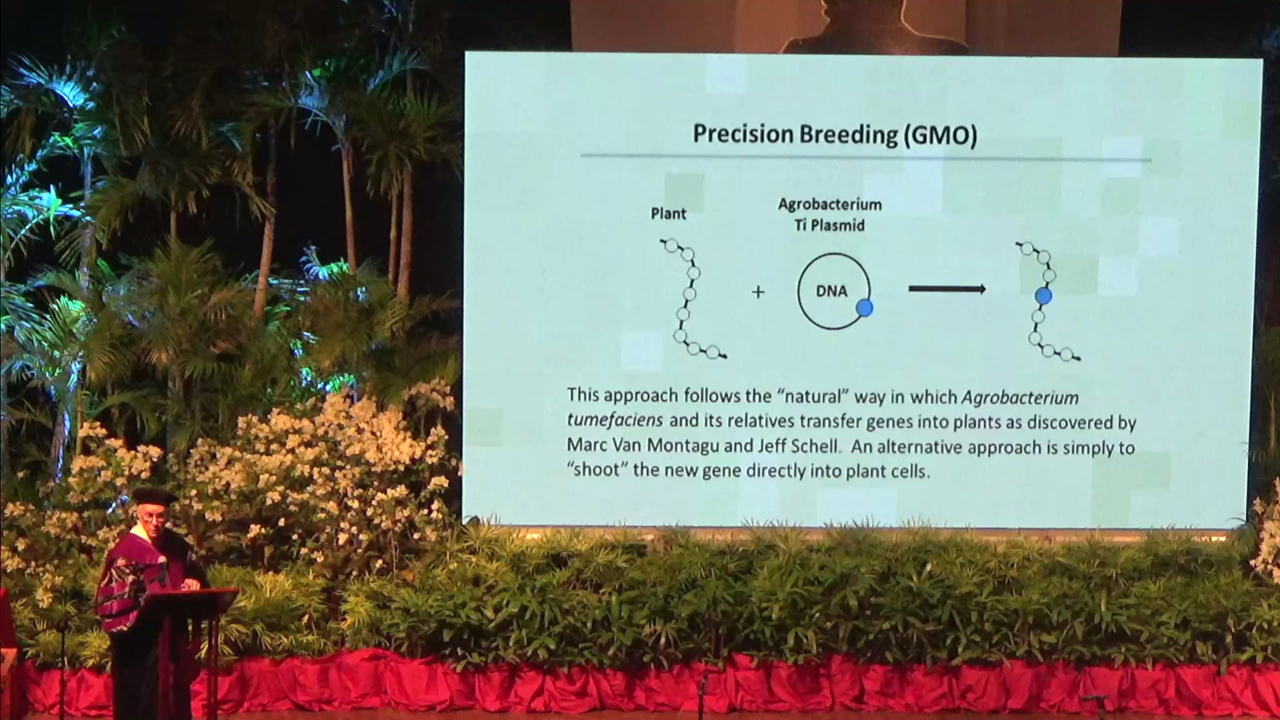 Precision Breeding (GMO)
Plant
Agrobacterium
Ti Plasmid
+
DNA
This approach follows the “natural” way in which Agrobacterium
tumefaciens and its relatives transfer genes into plants as discovered by
Marc Van Montagu and Jeff Schell. An alternative approach is simply to
“shoot” the new gene directly into plant cells.